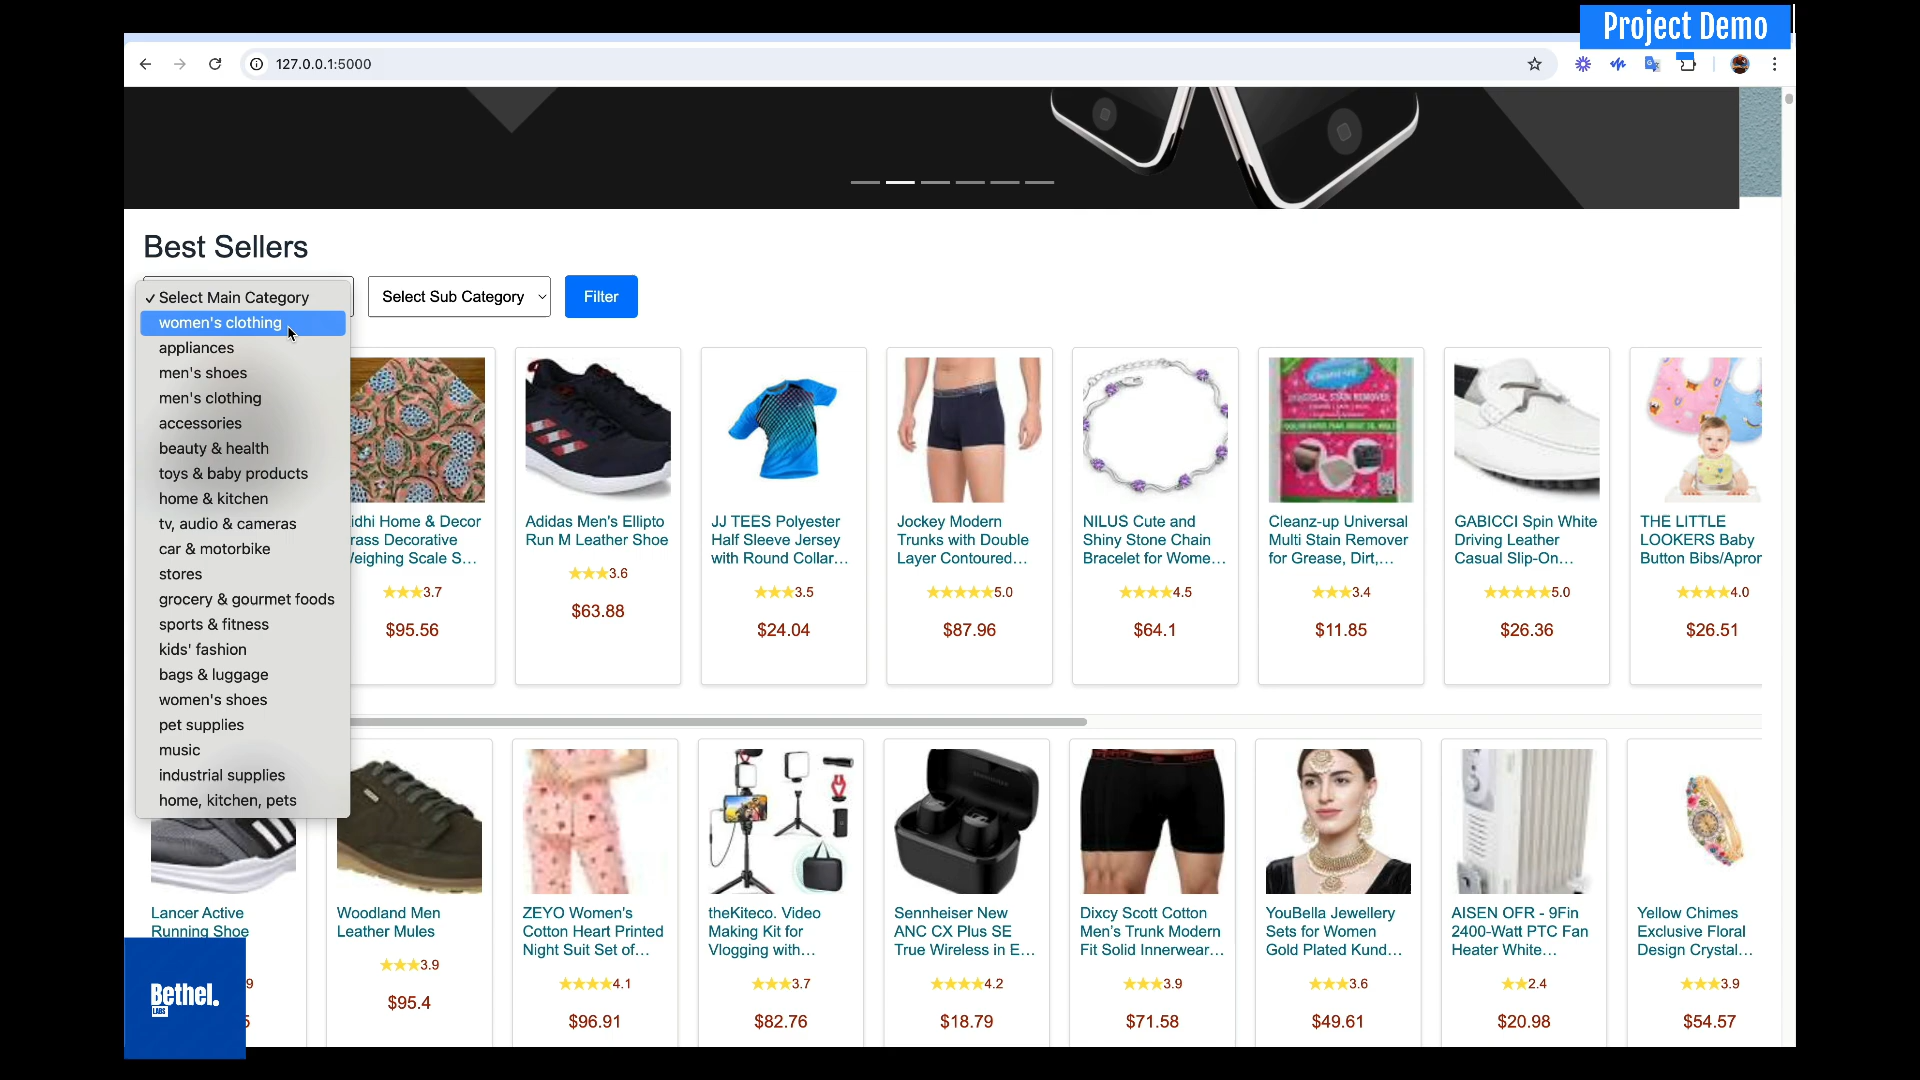 Project Demo
127.0.0.1:5000
Best Sellers
✓ Select Main Category
women's clothing
appliances
men's shoes
men's clothing
accessories
beauty & health
toys & baby products
home & kitchen
tv, audio & cameras
car & motorbike
stores
grocery & gourmet foods
sports & fitness
kids' fashion
bags & luggage
women's shoes
pet supplies
music
industrial supplies
home, kitchen, pets
Select Sub Category
Filter
idhi Home & Decor
rass Decorative
Weighing Scale S...
3.7
$95.56
Adidas Men's Ellipto
Run M Leather Shoe
3.6
$63.88
JJ TEES Polyester
Half Sleeve Jersey
with Round Collar...
3.5
$24.04
Jockey Modern
Trunks with Double
Layer Contoured...
5.0
$87.96
NILUS Cute and
Shiny Stone Chain
Bracelet for Wome...
4.5
$64.1
Cleanz-up Universal
Multi Stain Remover
for Grease, Dirt,...
3.4
$11.85
GABICCI Spin White
Driving Leather
Casual Slip-On...
5.0
$26.36
THE LITTLE
LOOKERS Baby
Button Bibs/Apron
4.0
$26.51
Lancer Active
Running Shoe
9
5
Woodland Men
Leather Mules
3.9
$95.4
ZEYO Women's
Cotton Heart Printed
Night Suit Set of...
4.1
$96.91
theKiteco. Video
Making Kit for
Vlogging with...
3.7
$82.76
Sennheiser New
ANC CX Plus SE
True Wireless in E...
4.2
$18.79
Dixcy Scott Cotton
Men's Trunk Modern
Fit Solid Innerwear...
3.9
$71.58
YouBella Jewellery
Sets for Women
Gold Plated Kund...
3.6
$49.61
AISEN OFR - 9Fin
2400-Watt PTC Fan
Heater White...
2.4
$20.98
Yellow Chimes
Exclusive Floral
Design Crystal...
3.9
$54.57
Bethel.
LABS